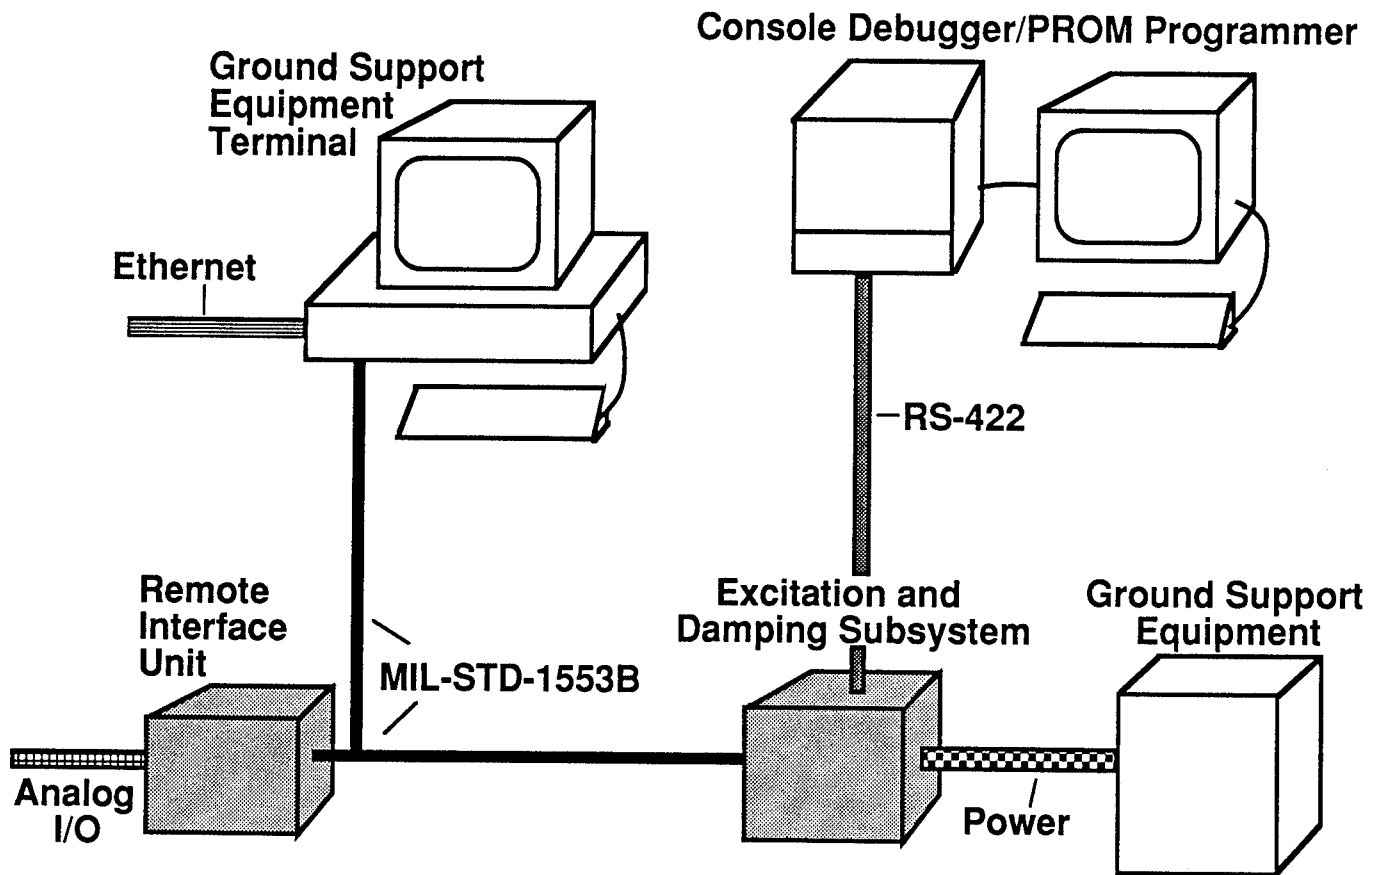 Console Debugger/PROM Programmer
Ground Support
Equipment
Terminal
Ethernet
RS-422
Remote
Interface
Unit
MIL-STD-1553B
Excitation and
Damping Subsystem
Ground Support
Equipment
Analog
I/O
Power